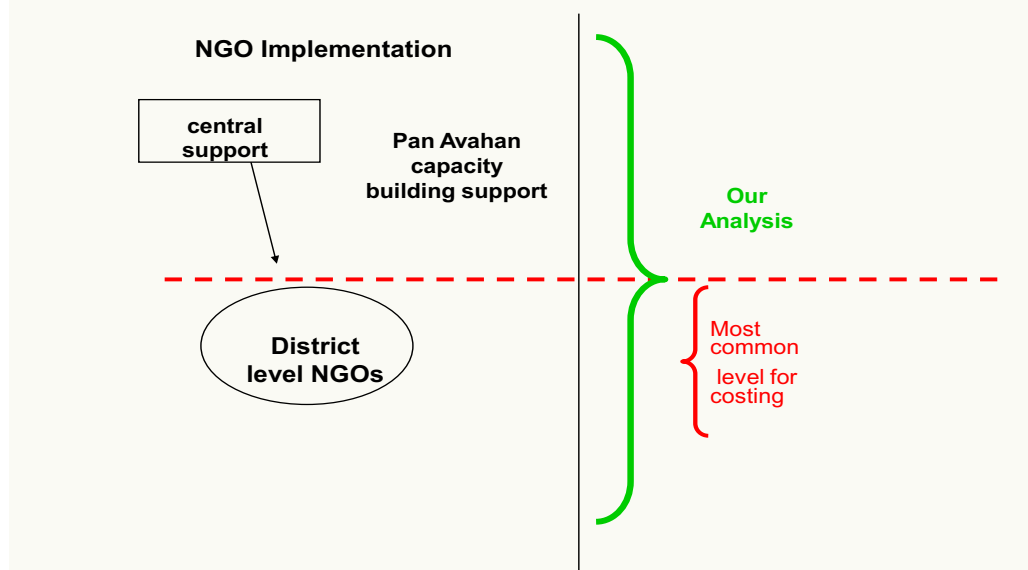 NGO Implementation
central
support
Pan Avahan
capacity
building support
Our
Analysis
District
level NGOs
Most
common
level for
costing